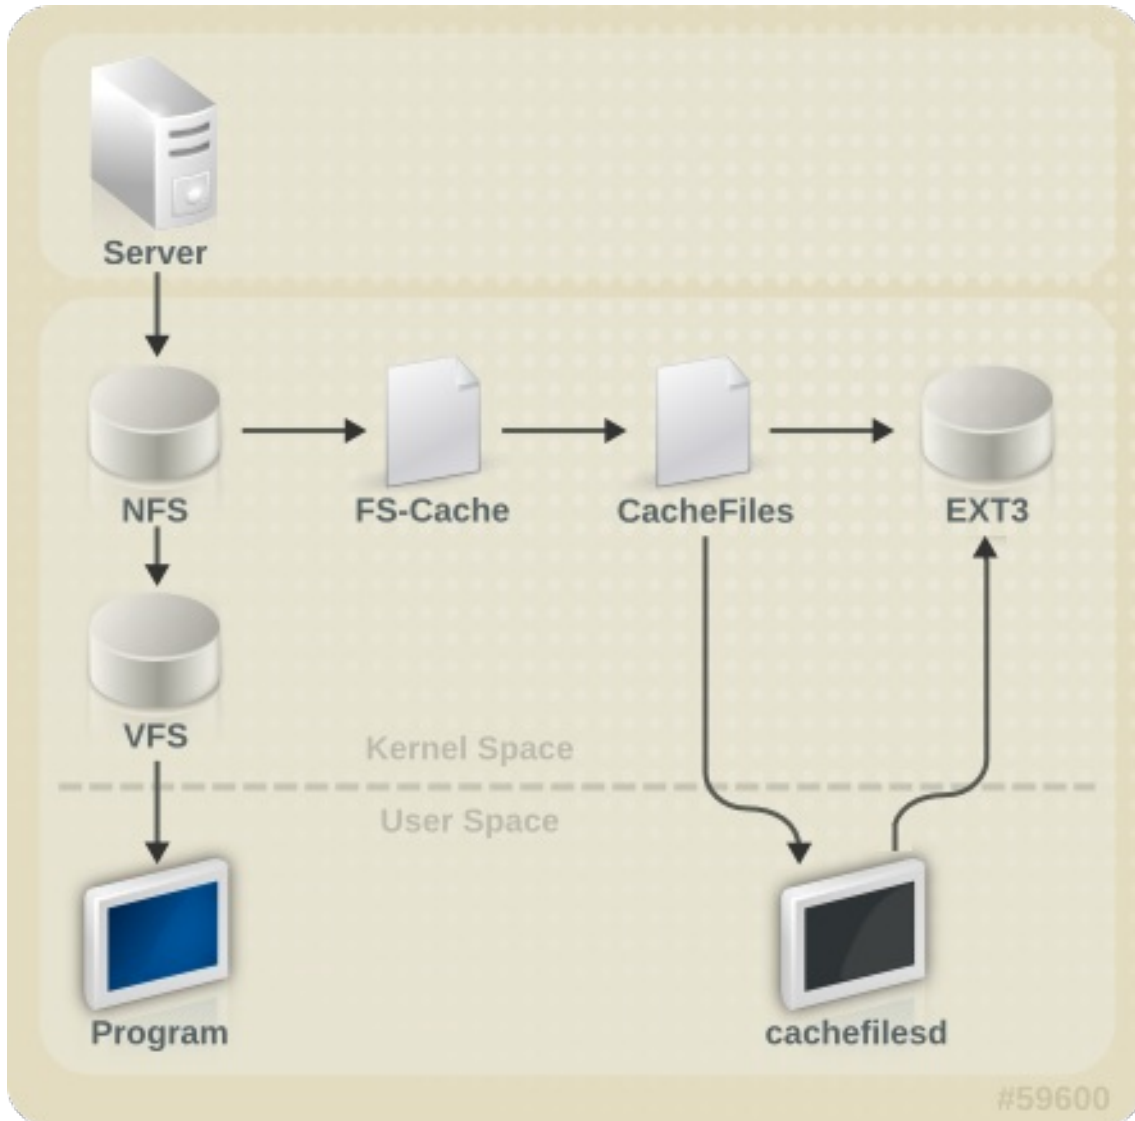 Server
NFS
FS-Cache
CacheFiles
EXT3
VFS
Kernel Space
User Space
Program
cachefilesd
#59600